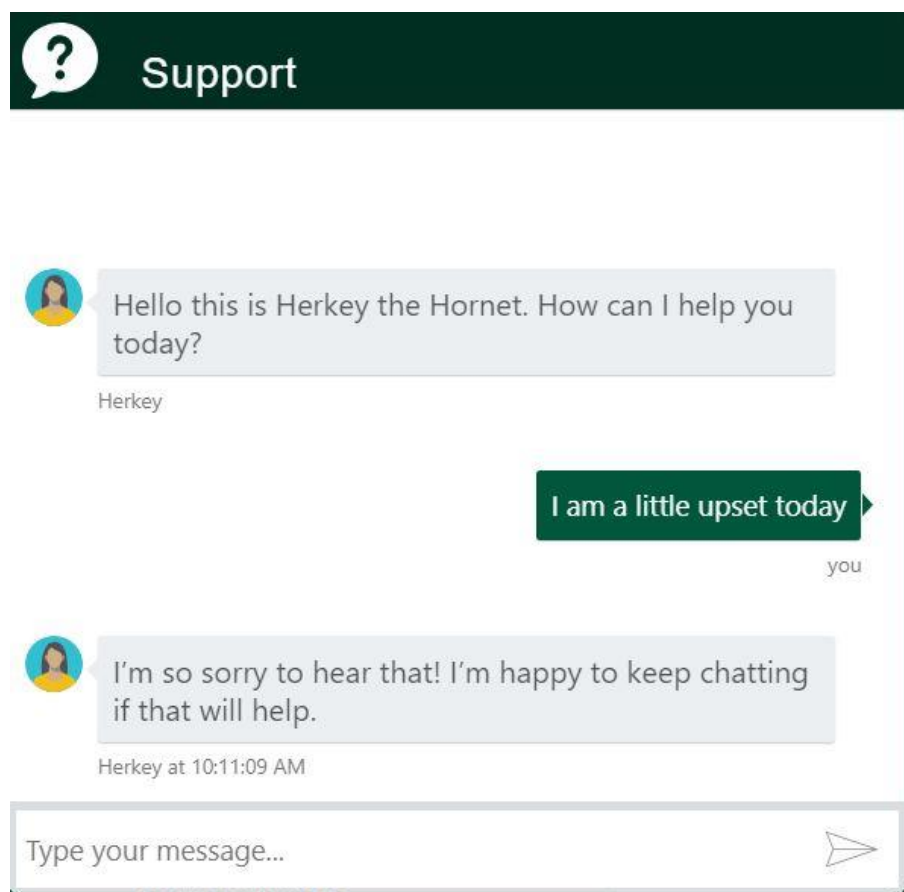 ?
Support
Hello this is Herkey the Hornet. How can I help you
today?
Herkey
I am a little upset today
you
I’m so sorry to hear that! I’m happy to keep chatting
if that will help.
Herkey at 10:11:09 AM
Type your message...